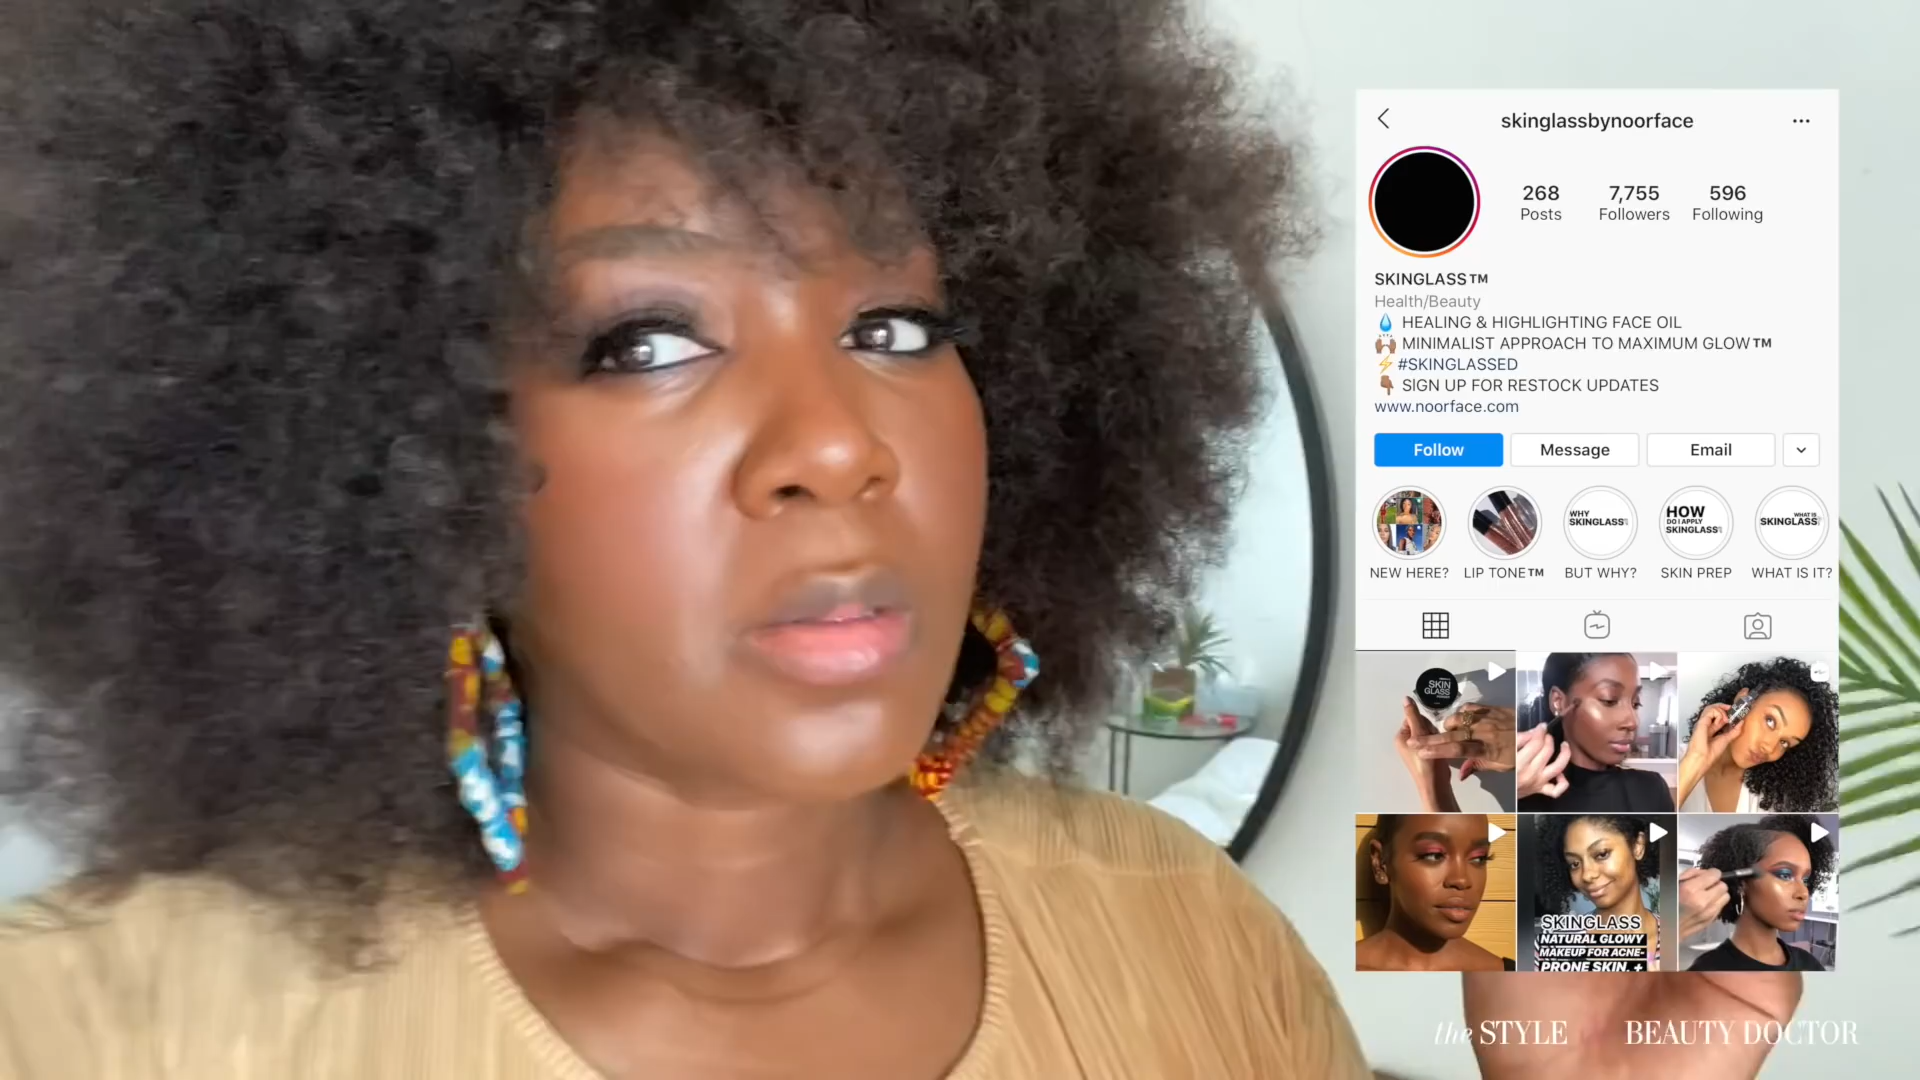 skinglassbynoorface
268
7,755
596
Posts
Followers
Following
SKINGLASS™
Health/Beauty
💧 HEALING & HIGHLIGHTING FACE OIL
🙌🏽 MINIMALIST APPROACH TO MAXIMUM GLOW™
⚡#SKINGLASSED
👇🏽 SIGN UP FOR RESTOCK UPDATES
www.noorface.com
Follow
Message
Email
WHY
SKINGLASS
HOW
DO I APPLY
SKINGLASS
WHAT IS
SKINGLASS
NEW HERE?
LIP TONE™
BUT WHY?
SKIN PREP
WHAT IS IT?
SKIN
GLASS
SKINGLASS
NATURAL GLOWY
MAKEUP FOR ACNE-
PRONE SKIN. +
the STYLE
BEAUTY DOCTOR